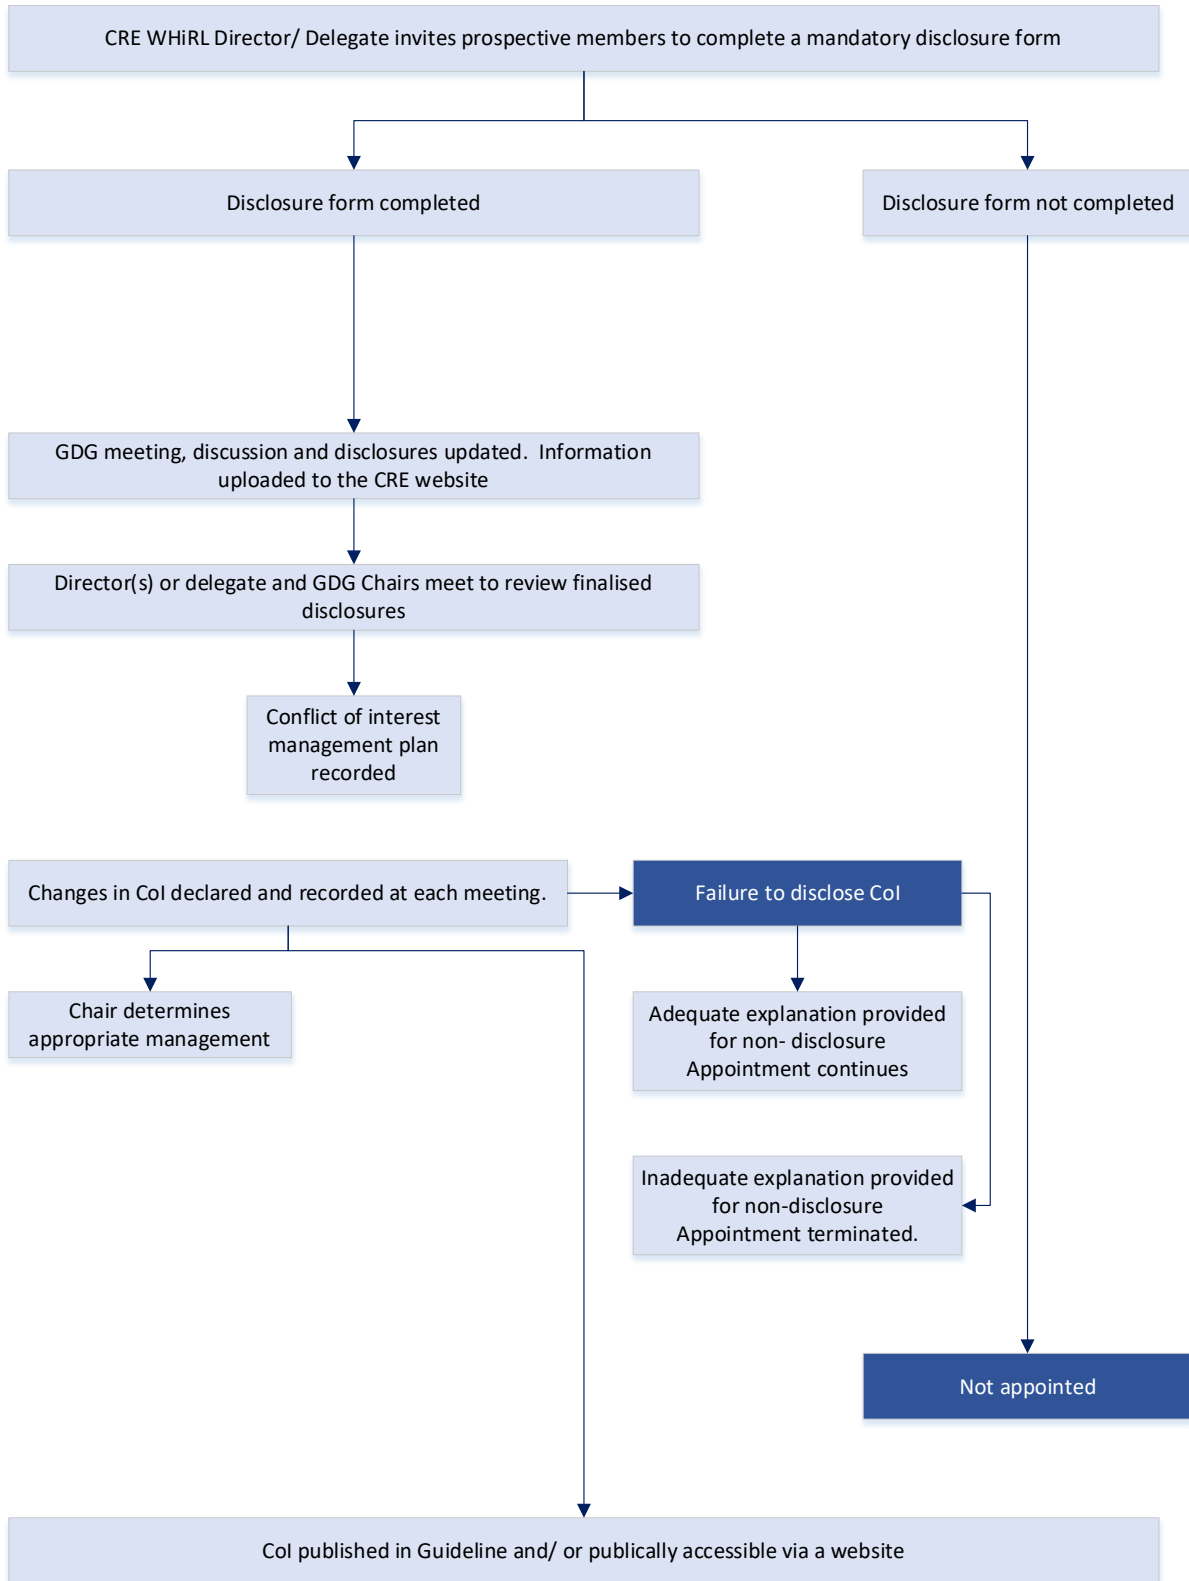 CRE WHiRL Director/ Delegate invites prospective members to complete a mandatory disclosure form
Disclosure form completed
Disclosure form not completed
GDG meeting, discussion and disclosures updated.  Information
uploaded to the CRE website
Director(s) or delegate and GDG Chairs meet to review finalised
disclosures
Conflict of interest
management plan
recorded
Changes in CoI declared and recorded at each meeting.
Failure to disclose CoI
Chair determines
appropriate management
Adequate explanation provided
for non- disclosure
Appointment continues
Inadequate explanation provided
for non-disclosure
Appointment terminated.
Not appointed
CoI published in Guideline and/ or publically accessible via a website